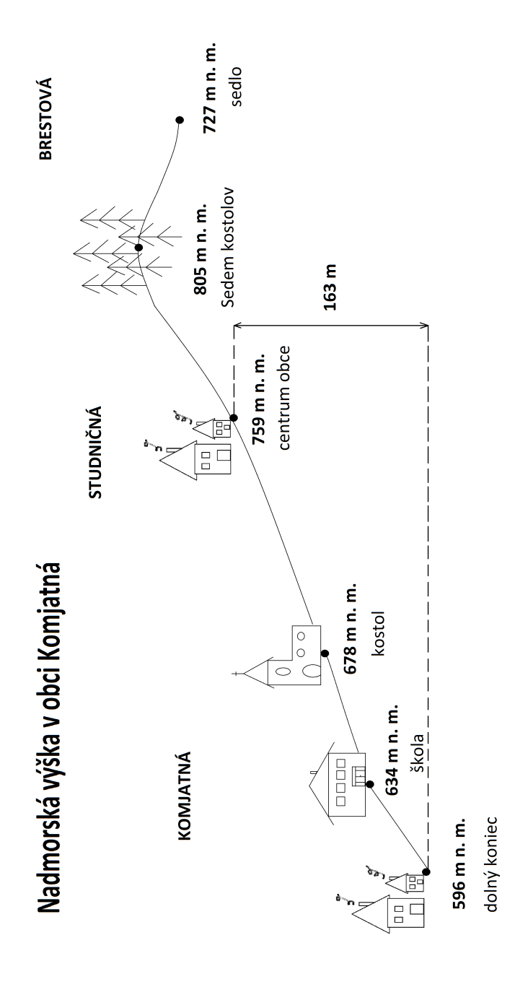 Nadmorská výška v obci Komjatná
KOMJATNÁ
STUDNIČNÁ
BRESTOVÁ
596 m n. m.
dolný koniec
634 m n. m.
škola
678 m n. m.
kostol
759 m n. m.
centrum obce
163 m
805 m n. m.
Sedem kostolov
727 m n. m.
sedlo